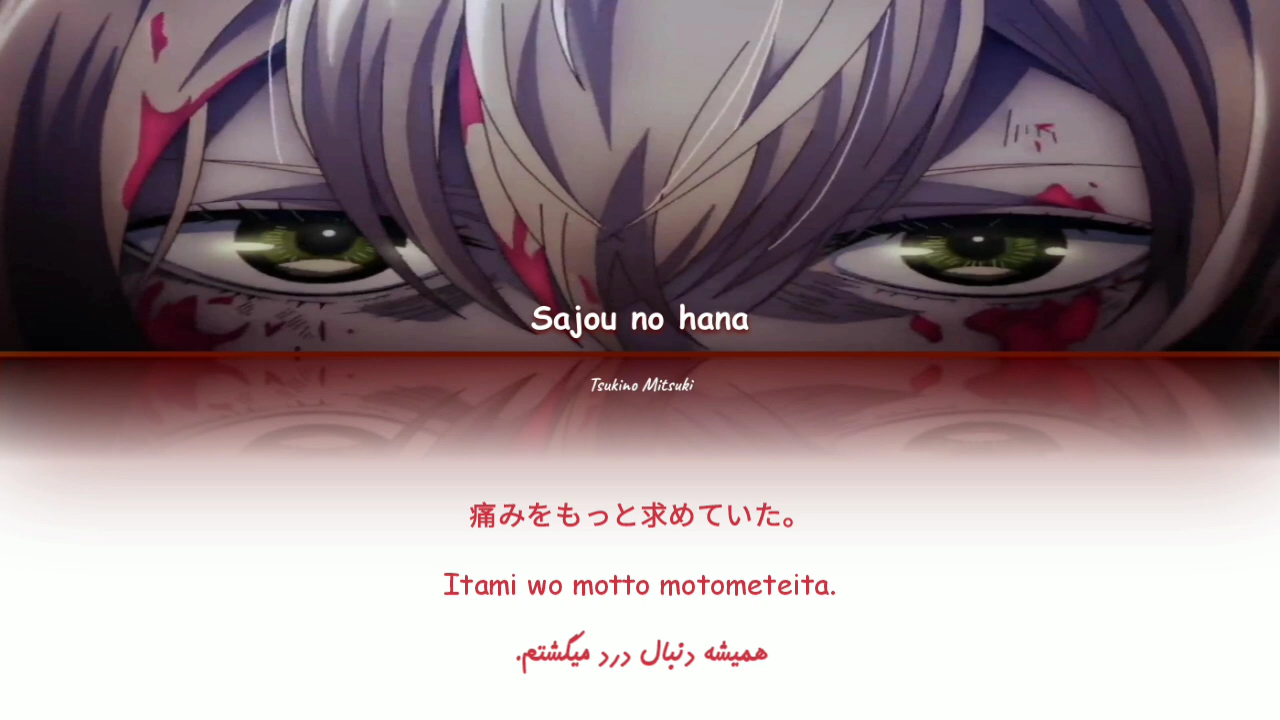 Sajou no hana
Tsukino Mitsuki
痛みをもっと求めていた。
Itami wo motto motometeita.
همیشه دنبال درد میگشتم.